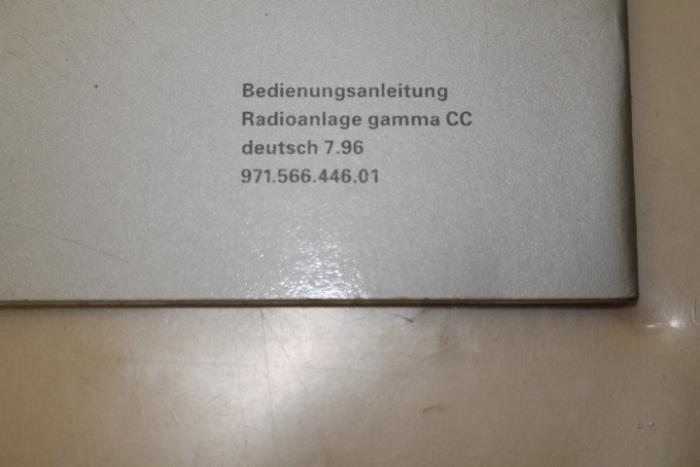 Bedienungsanleitung
Radioanlage gamma CC
deutsch 7.96
971.566.446.01